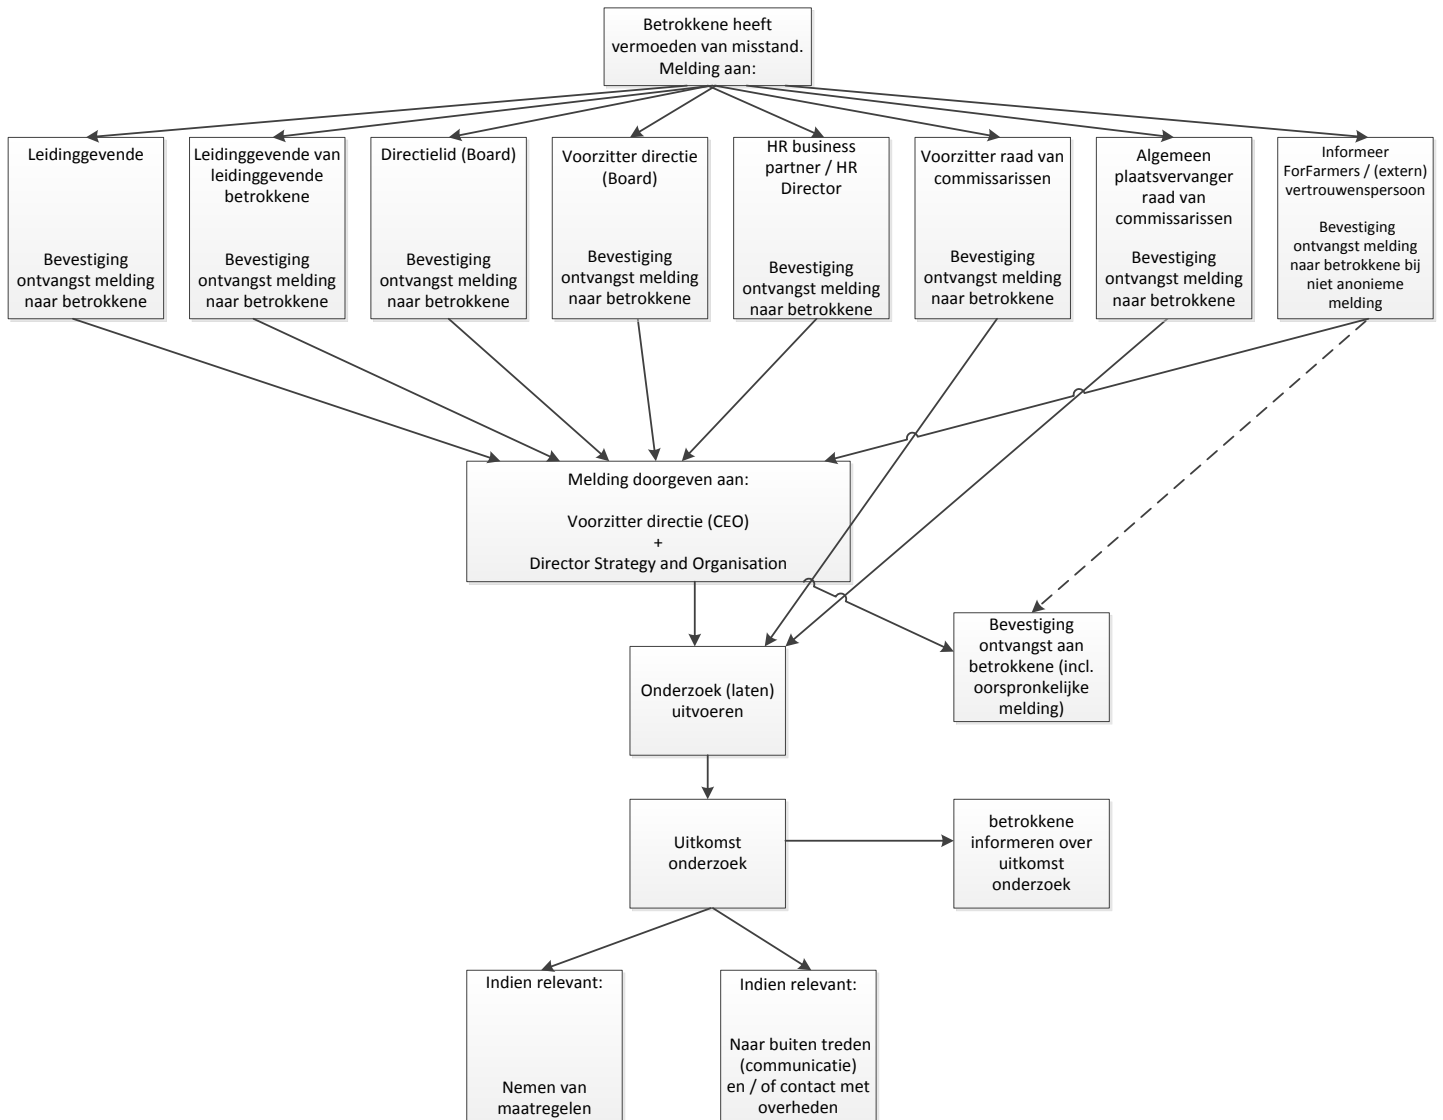 Betrokkene heeft
vermoeden van misstand.
Melding aan:
Leidinggevende
Bevestiging
ontvangst melding
naar betrokkene
Leidinggevende van
leidinggevende
betrokkene
Bevestiging
ontvangst melding
naar betrokkene
Directielid (Board)
Bevestiging
ontvangst melding
naar betrokkene
Voorzitter directie
(Board)
Bevestiging
ontvangst melding
naar betrokkene
HR business
partner / HR
Director
Bevestiging
ontvangst melding
naar betrokkene
Voorzitter raad van
commissarissen
Bevestiging
ontvangst melding
naar betrokkene
Algemeen
plaatsvervanger
raad van
commissarissen
Bevestiging
ontvangst melding
naar betrokkene
Informeer
ForFarmers / (extern)
vertrouwenspersoon
Bevestiging
ontvangst melding
naar betrokkene bij
niet anonieme
melding
Melding doorgeven aan:
Voorzitter directie (CEO)
+
Director Strategy and Organisation
Bevestiging
ontvangst aan
betrokkene (incl.
oorspronkelijke
melding)
Onderzoek (laten)
uitvoeren
Uitkomst
onderzoek
betrokkene
informeren over
uitkomst
onderzoek
Indien relevant:
Nemen van
maatregelen
Indien relevant:
Naar buiten treden
(communicatie)
en / of contact met
overheden